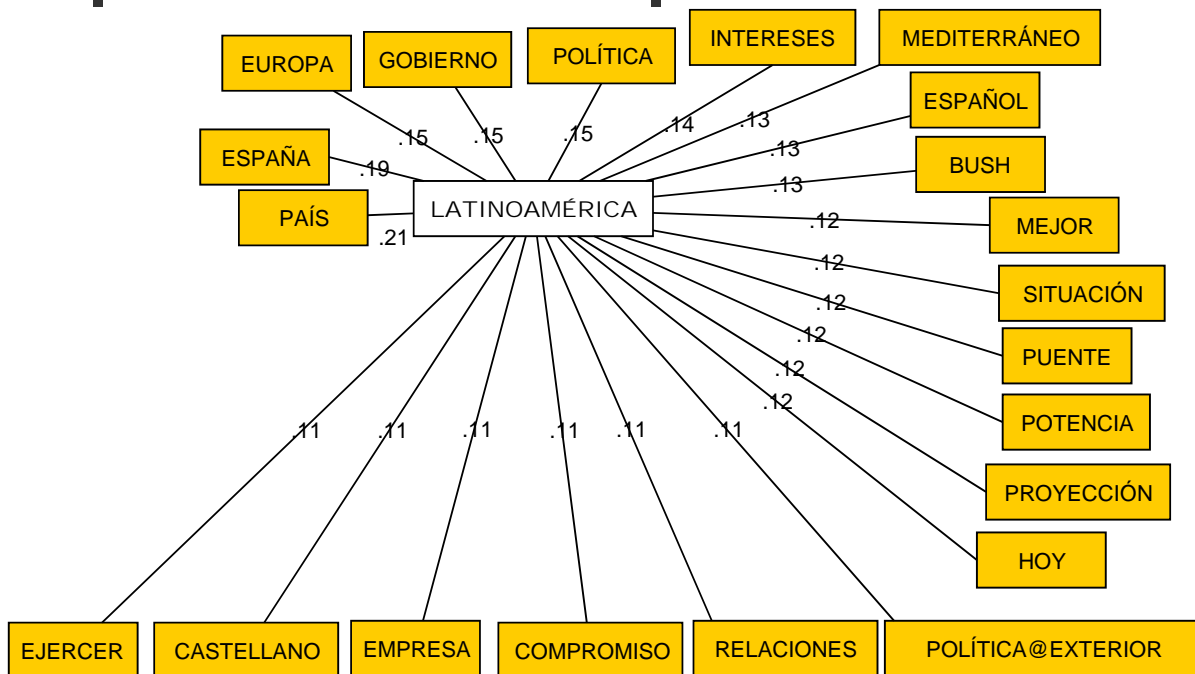 INTERESES
MEDITERRÁNEO
POLÍTICA
GOBIERNO
EUROPA
ESPAÑOL
.14
.13
.15
.15
.15
ESPAÑA
.19
.13
BUSH
.13
LATINOAMÉRICA
PAÍS
.21
.12
MEJOR
.12
SITUACIÓN
.12
PUENTE
.12
POTENCIA
.12
PROYECCIÓN
.12
HOY
.11
.11
.11
.11
.11
.11
EJERCER
CASTELLANO
EMPRESA
COMPROMISO
RELACIONES
POLÍTICA@EXTERIOR